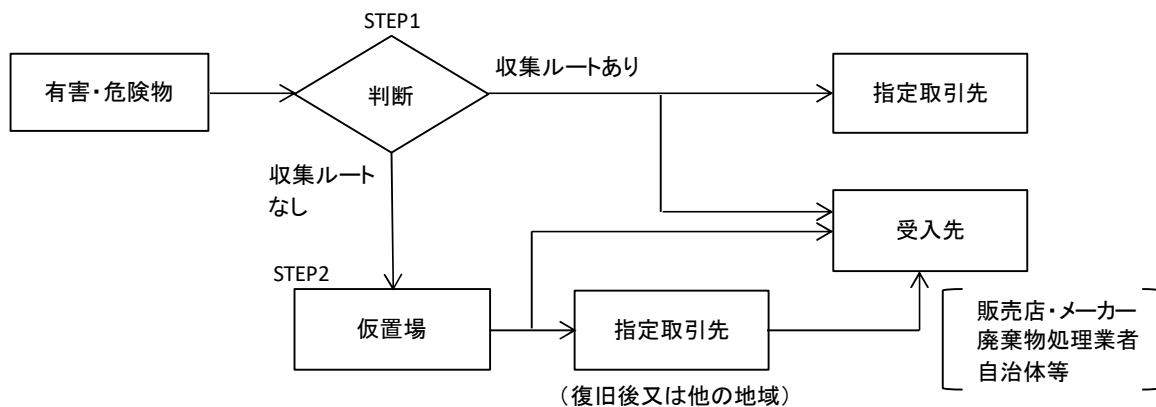 STEP1
有害・危険物
判断
収集ルートあり
指定取引先
収集ルート
なし
受入先
STEP2
仮置場
指定取引先
(復旧後又は他の地域)
販売店・メーカー
廃棄物処理業者
自治体等